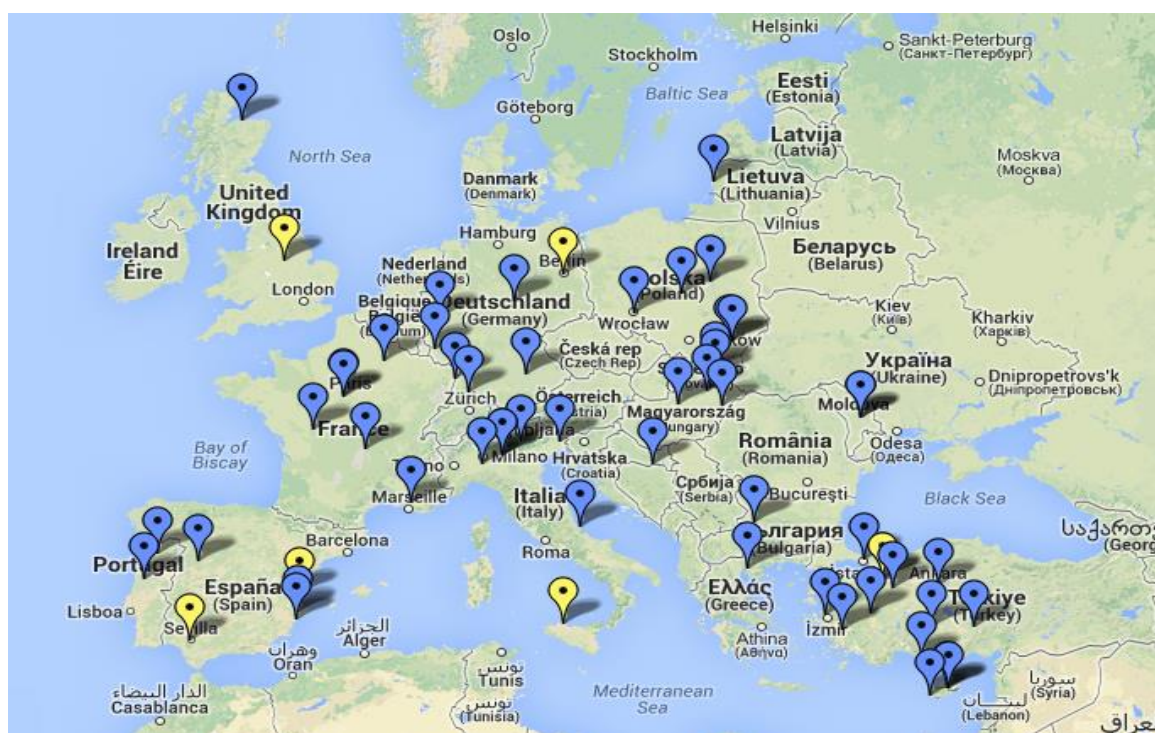 Helsinki
Oslo
Sankt-Peterburg
(Санкт-Петербург)
Stockholm
Eesti
(Estonia)
Baltic Sea
Göteborg
Latvija
(Latvia)
North Sea
Moskva
(Москва)
Danmark
(Denmark)
Lietuva
(Lithuania)
United
Kingdom
Vilnius
Hamburg
Ireland
Éire
Беларусь
(Belarus)
Nederland
Berlin
London
Deutschland
(Germany)
(Poland)
Belgique
Wrocław
Kiev
(Київ)
Kharkiv
(Харків)
Česká rep
(Czech Rep)
Україна
(Ukraine)
Paris
Dnipropetrovs'k
(Дніпропетровськ)
Zürich
Magyarország
France
Odesa
(Одеса)
Bay of
Biscay
Milano
Hrvatska
(Croatia)
România
(Romania)
Србија
(Serbia)
Bucureşti
Marseille
Italia
(Italy)
Black Sea
Barcelona
Roma
(Bulgaria)
Portugal
España
(Spain)
Ελλάς
(Greece)
Ankara
Lisboa
(Turkey)
İzmir
Sevilla
الجزائر
Alger
Athina
(Αθήνα)
وهران
Oran
تونس
Tunis
الدار البيضاء
Casablanca
تونس
(Tunisia)
Mediterranean
Sea
سوريا
(Syria)
لبنان
(Lebanon)